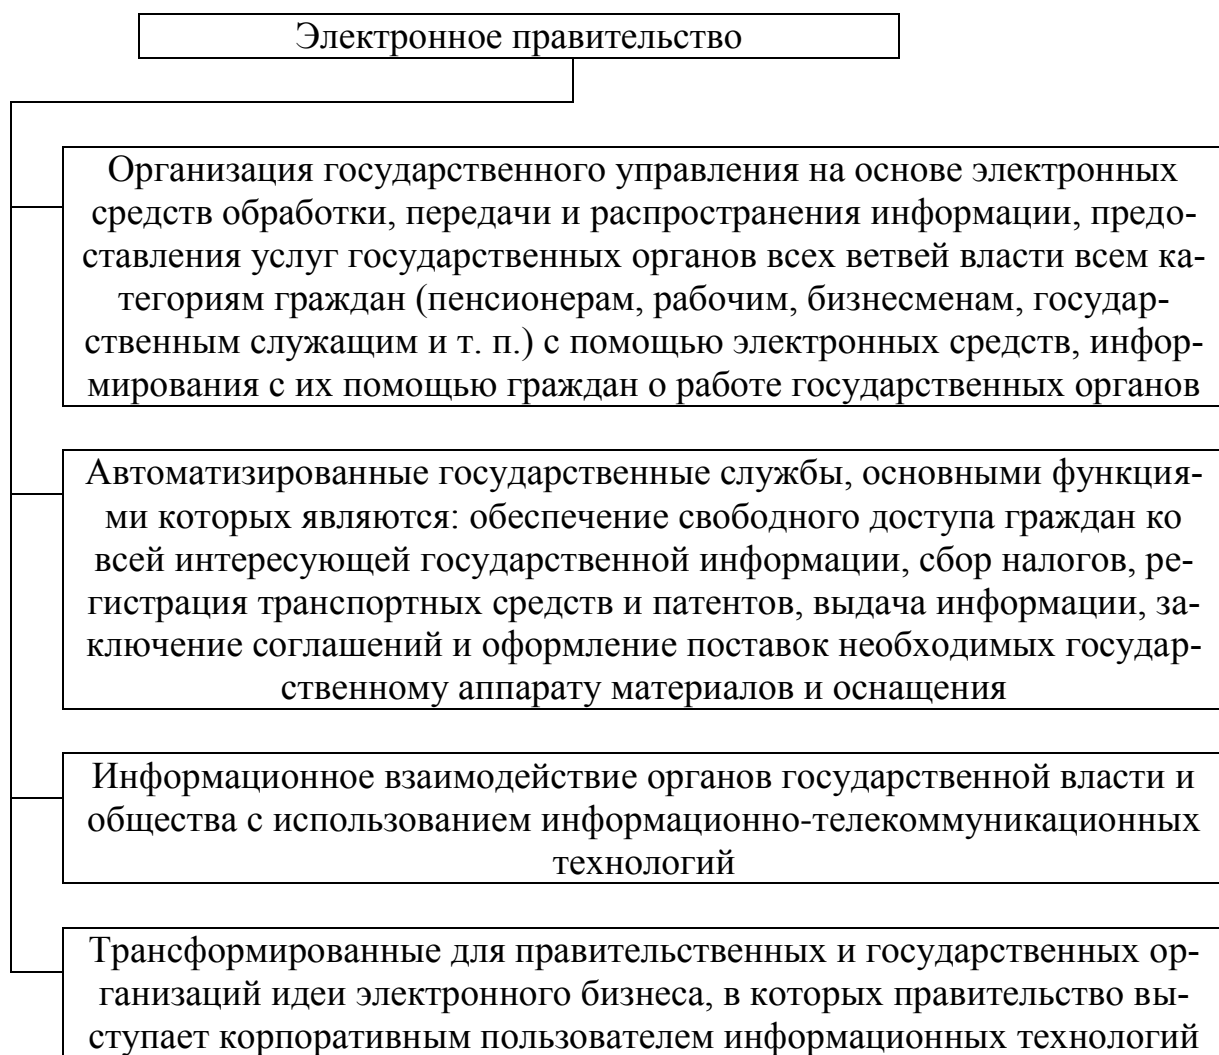 Электронное правительство
Организация государственного управления на основе электронных
средств обработки, передачи и распространения информации, предо-
ставления услуг государственных органов всех ветвей власти всем ка-
тегориям граждан (пенсионерам, рабочим, бизнесменам, государ-
ственным служащим и т. п.) с помощью электронных средств, инфор-
мирования с их помощью граждан о работе государственных органов
Автоматизированные государственные службы, основными функция-
ми которых являются: обеспечение свободного доступа граждан ко
всей интересующей государственной информации, сбор налогов, ре-
гистрация транспортных средств и патентов, выдача информации, за-
ключение соглашений и оформление поставок необходимых государ-
ственному аппарату материалов и оснащения
Информационное взаимодействие органов государственной власти и
общества с использованием информационно-телекоммуникационных
технологий
Трансформированные для правительственных и государственных ор-
ганизаций идеи электронного бизнеса, в которых правительство вы-
ступает корпоративным пользователем информационных технологий